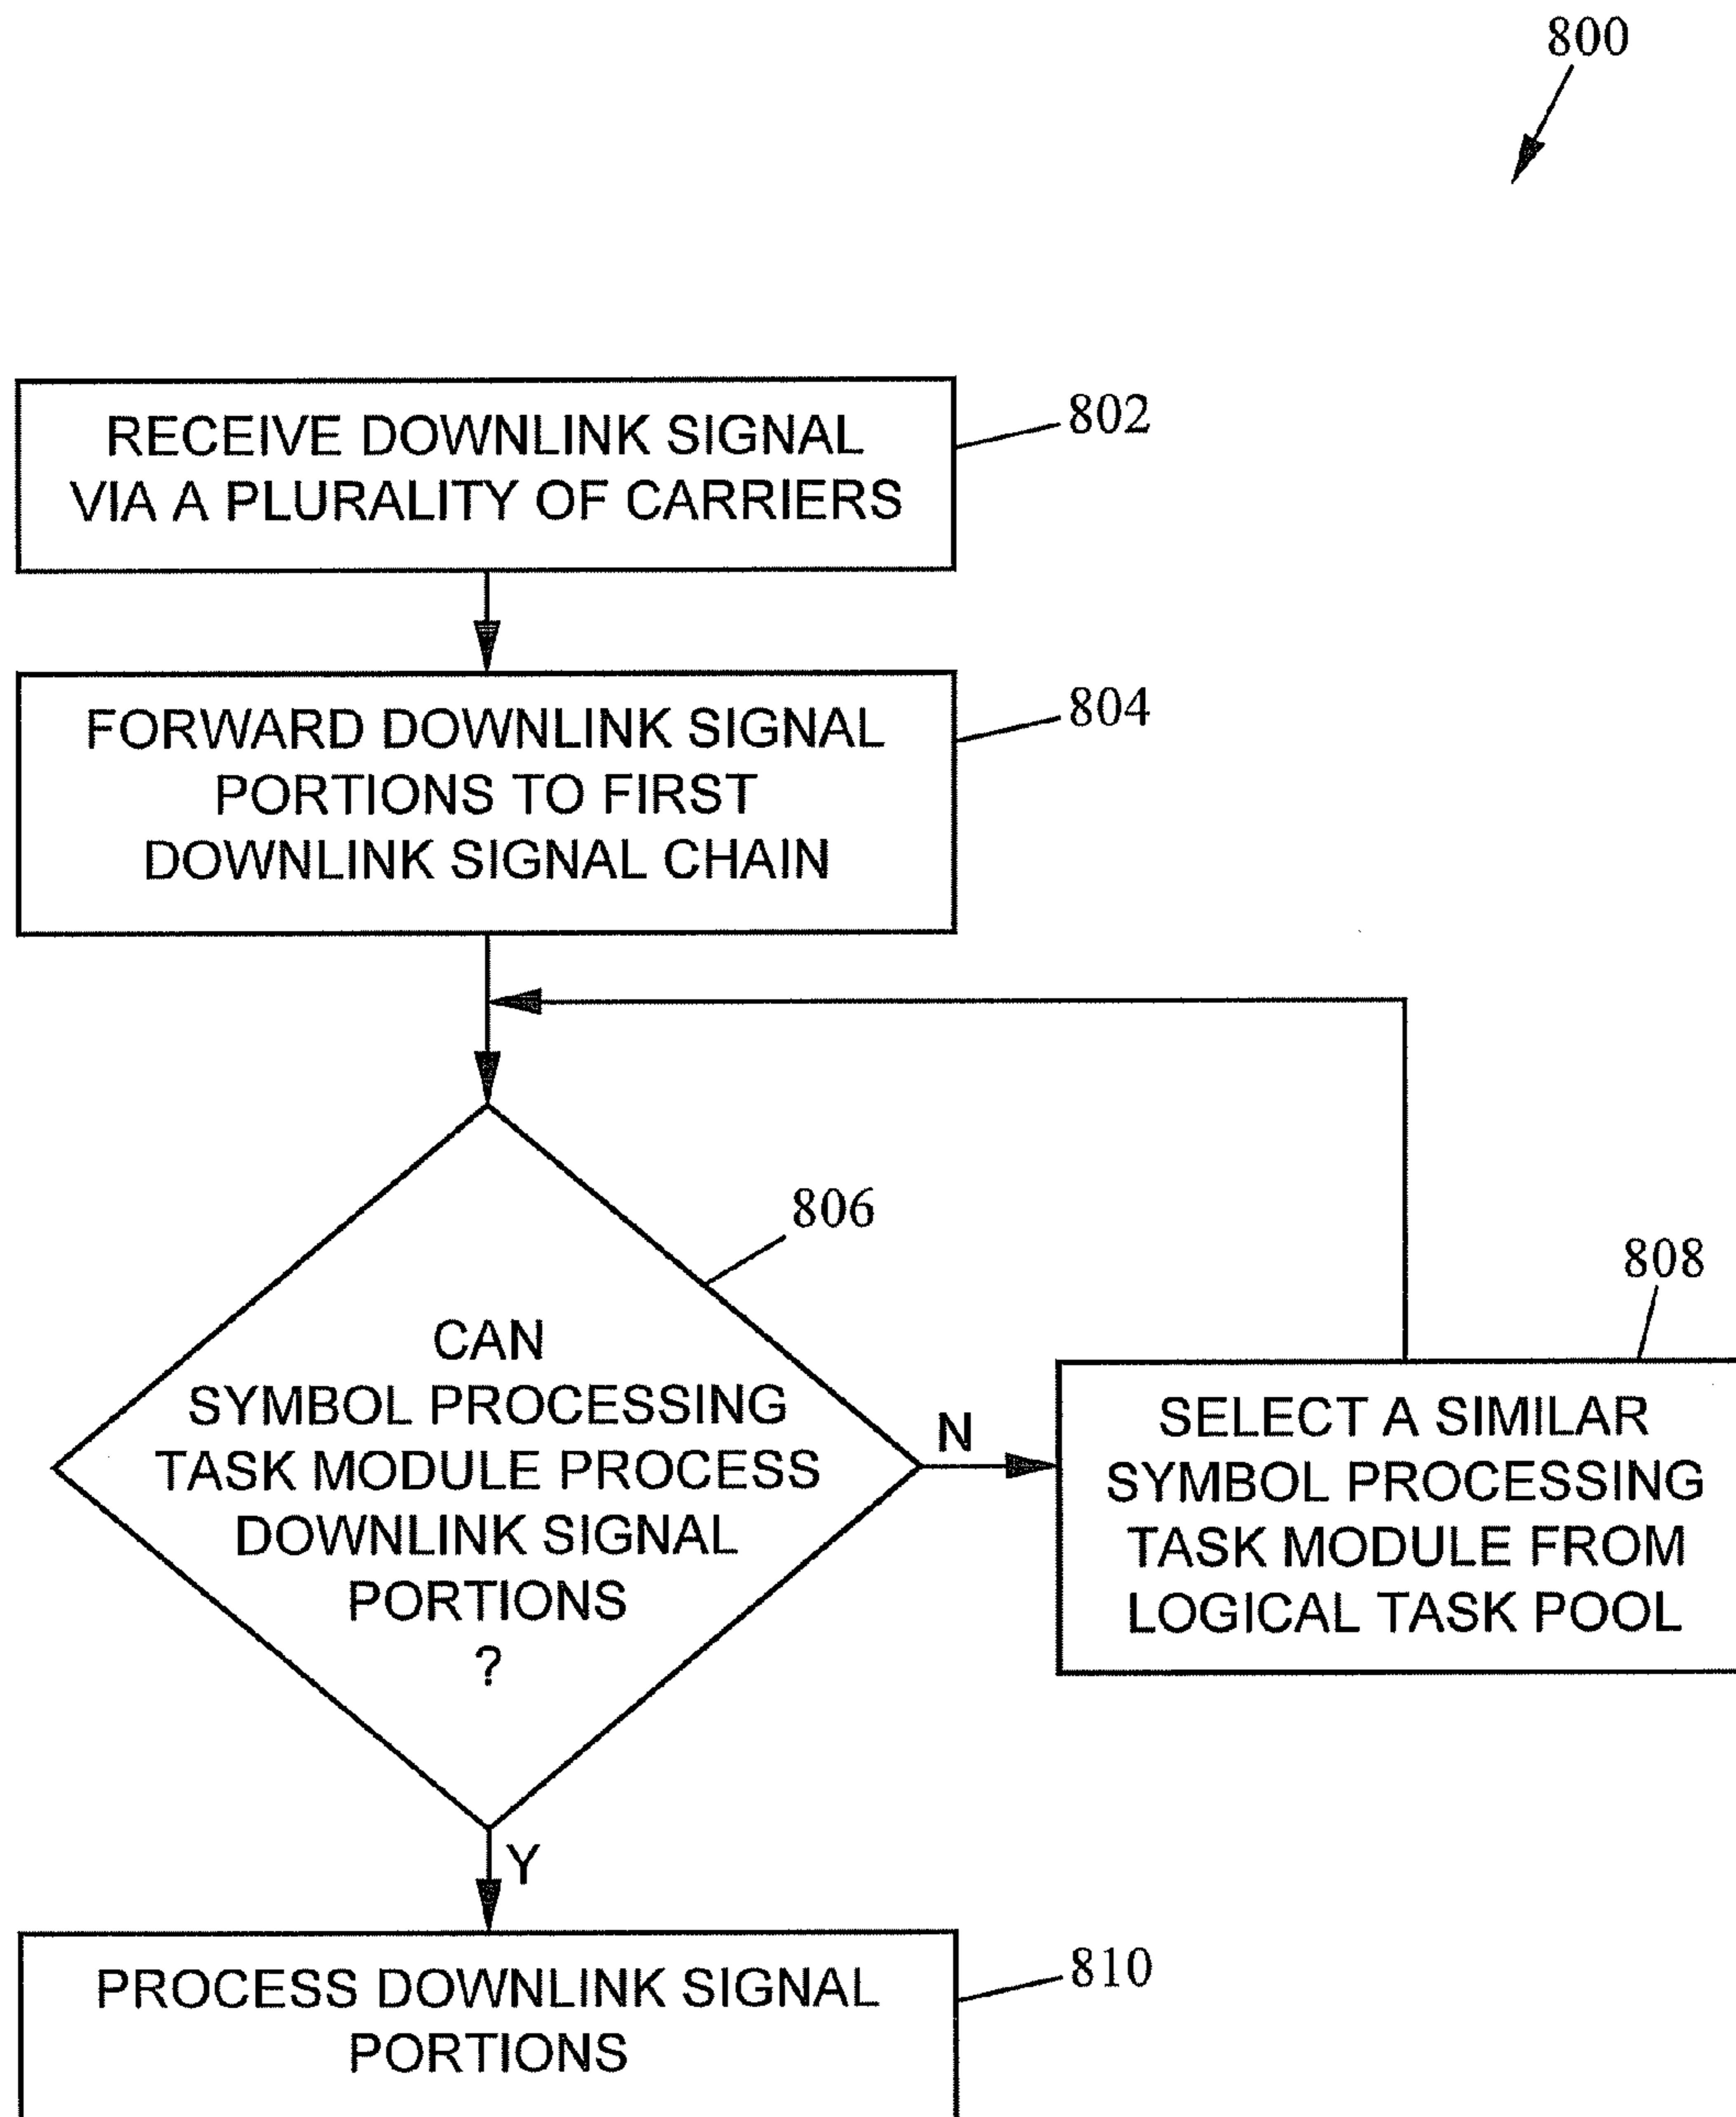 800
RECEIVE DOWNLINK SIGNAL
VIA A PLURALITY OF CARRIERS
802
FORWARD DOWNLINK SIGNAL
PORTIONS TO FIRST
DOWNLINK SIGNAL CHAIN
804
CAN
SYMBOL PROCESSING
TASK MODULE PROCESS
DOWNLINK SIGNAL
PORTIONS
?
806
N
SELECT A SIMILAR
SYMBOL PROCESSING
TASK MODULE FROM
LOGICAL TASK POOL
808
Y
PROCESS DOWNLINK SIGNAL
PORTIONS
810